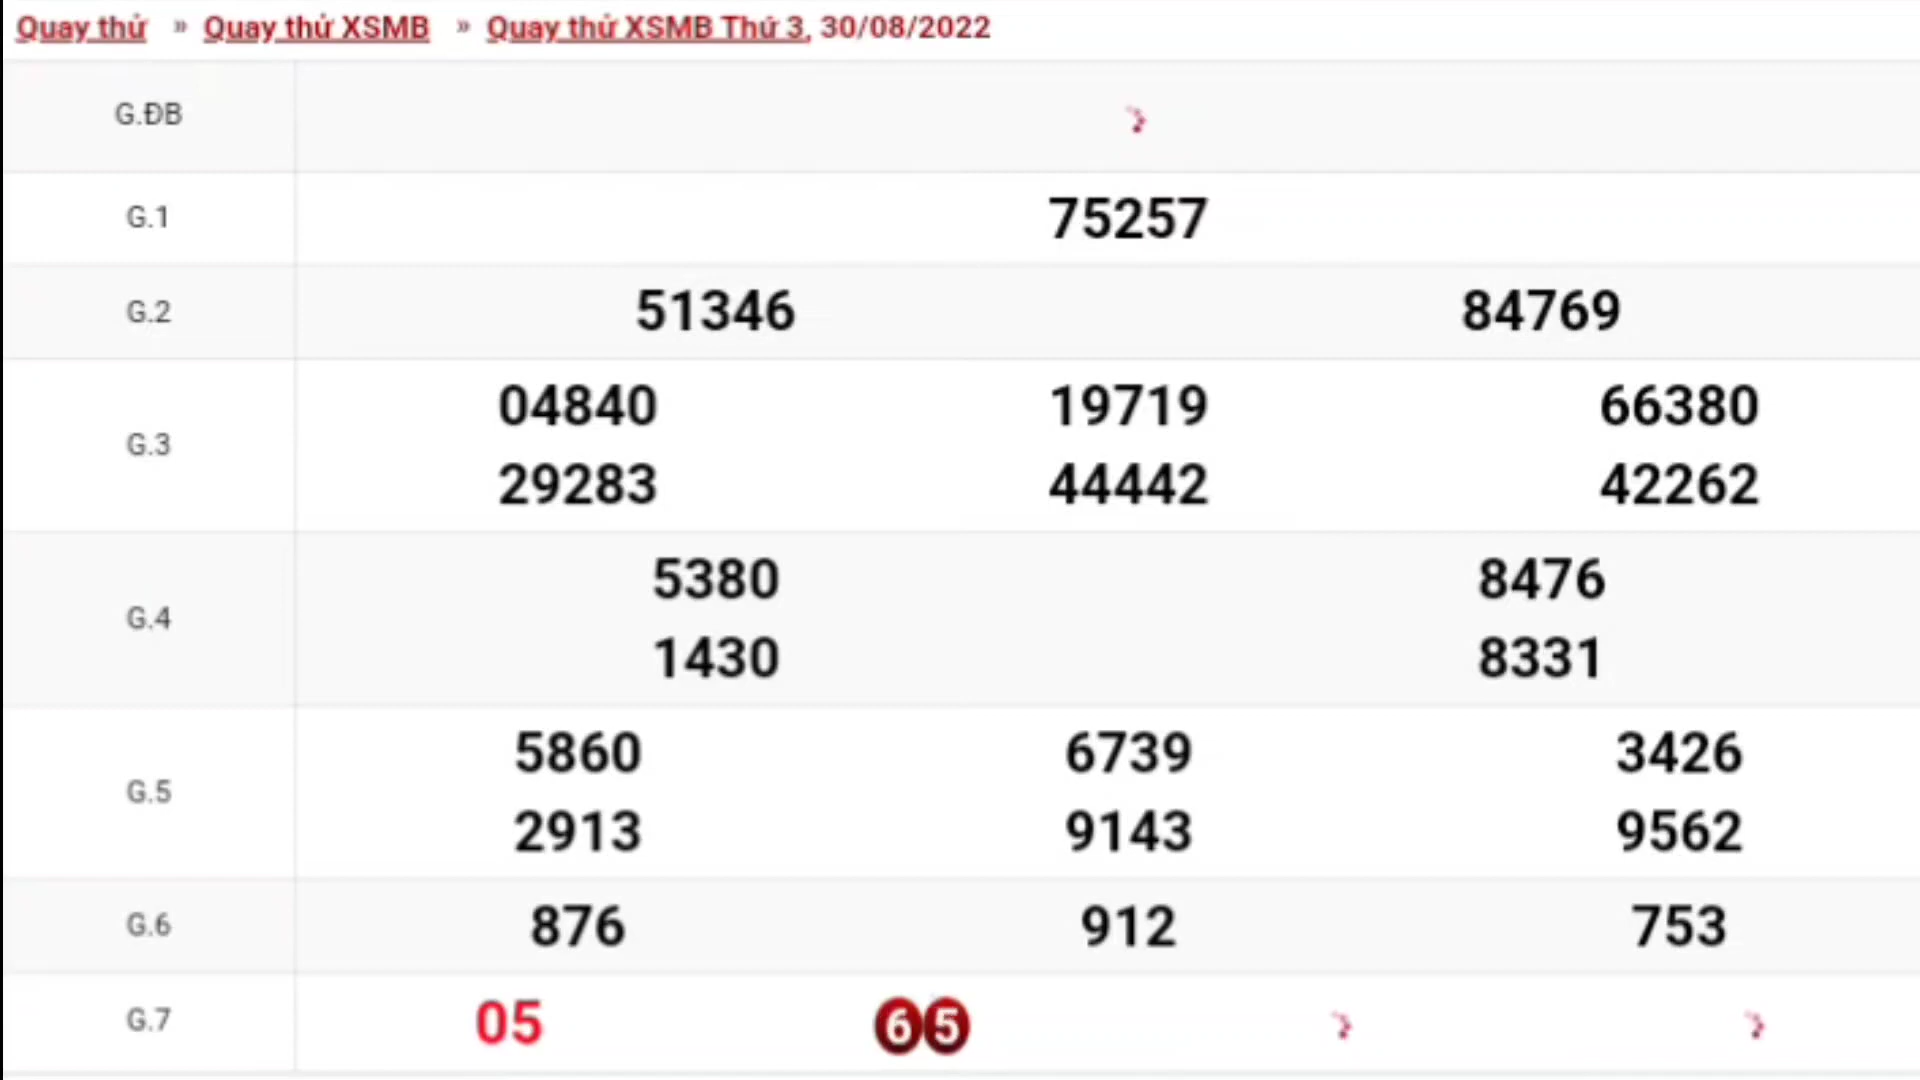 Quay thử » Quay thử XSMB » Quay thử XSMB Thứ 3, 30/08/2022
G.ĐB
G.1 75257
G.2 51346 84769
G.3 04840 19719 66380
29283 44442 42262
G.4 5380 8476
1430 8331
G.5 5860 6739 3426
2913 9143 9562
G.6 876 912 753
G.7 05 65